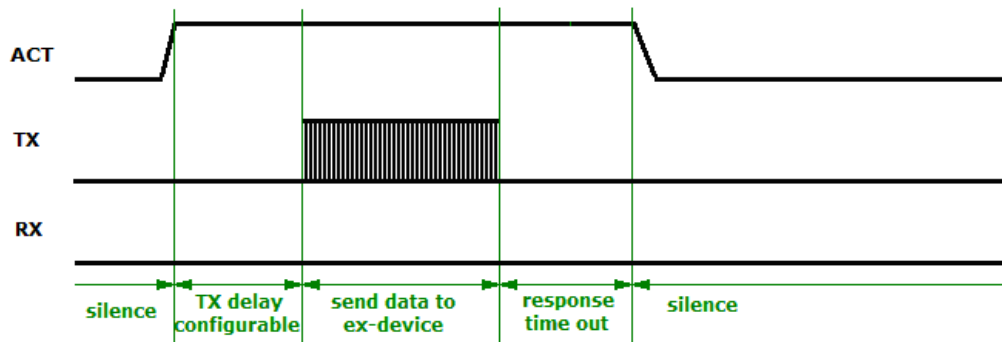 ACT
TX
RX
silence
TX delay
configurable
send data to
ex-device
response
time out
silence